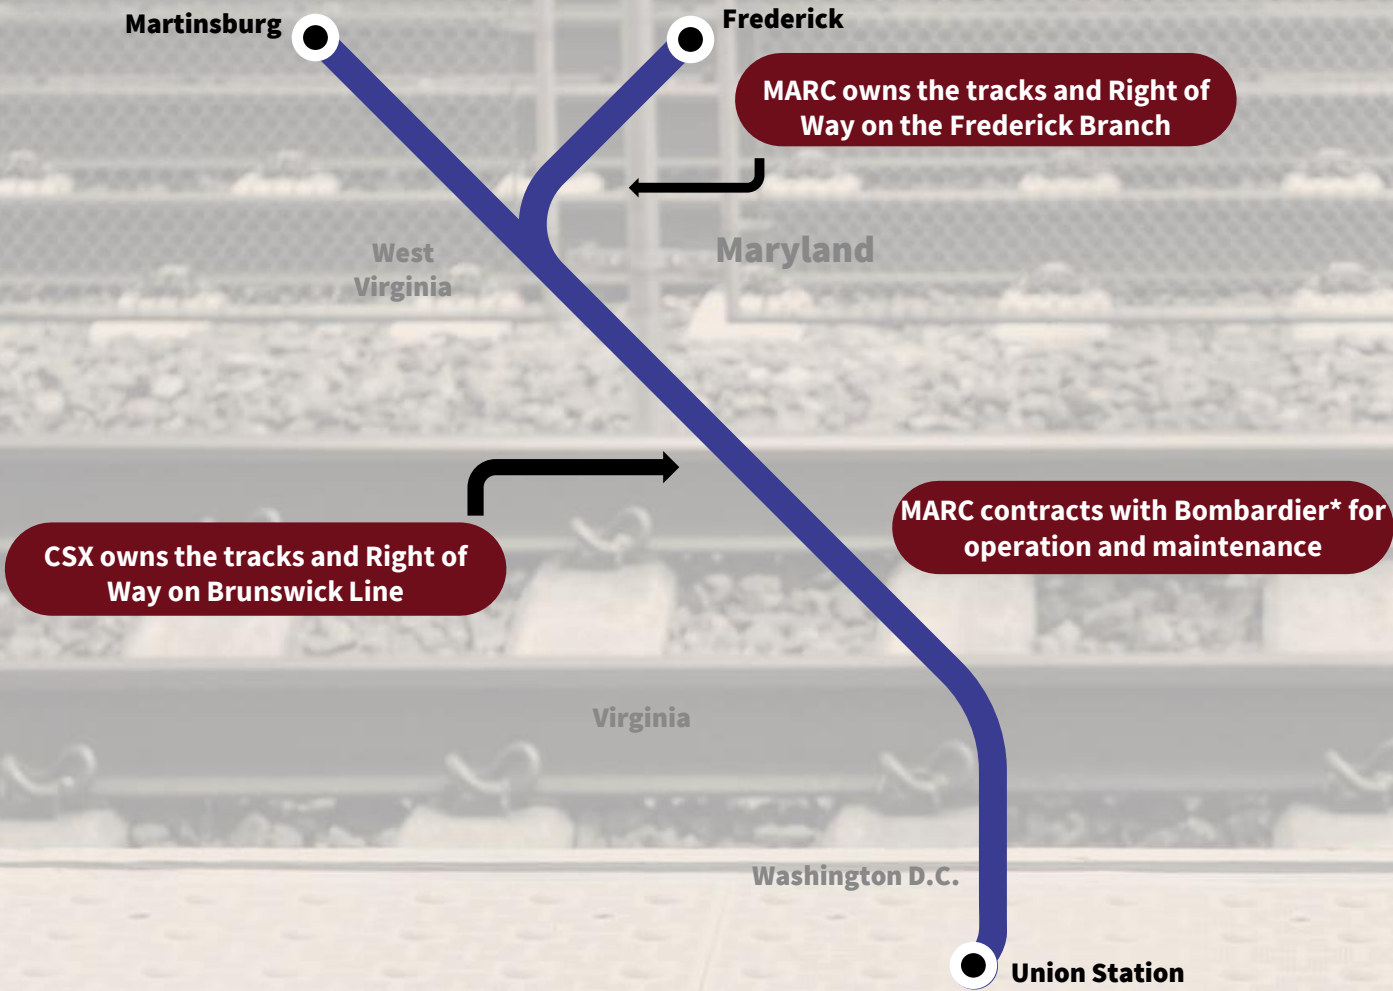 Martinsburg
Frederick
MARC owns the tracks and Right of
Way on the Frederick Branch
West
Virginia
Maryland
CSX owns the tracks and Right of
Way on Brunswick Line
MARC contracts with Bombardier* for
operation and maintenance
Virginia
Washington D.C.
Union Station